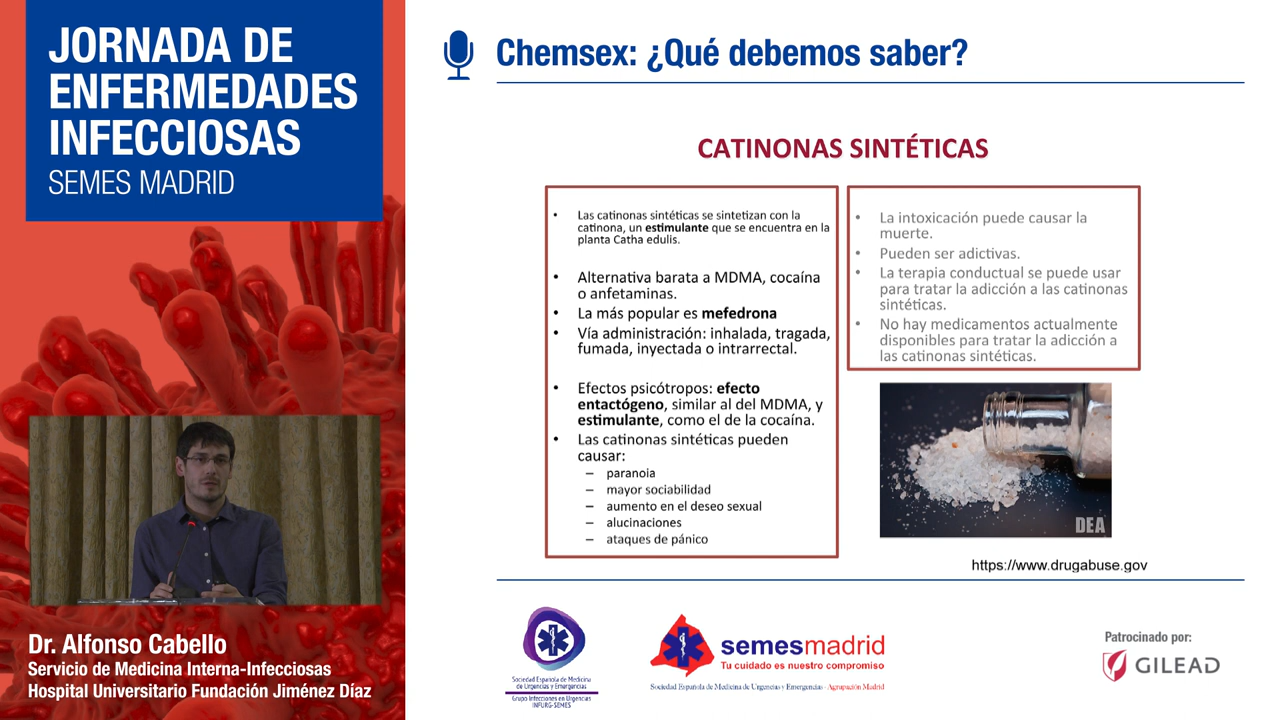 JORNADA DE
ENFERMEDADES
INFECCIOSAS
SEMES MADRID
Dr. Alfonso Cabello
Servicio de Medicina Interna-Infecciosas
Hospital Universitario Fundación Jiménez Díaz
Chemsex: ¿Qué debemos saber?
CATINONAS SINTÉTICAS
• Las catinonas sintéticas se sintetizan con la
catinona, un estimulante que se encuentra en la
planta Catha edulis.
• Alternativa barata a MDMA, cocaína
o anfetaminas.
• La más popular es mefedrona
• Vía administración: inhalada, tragada,
fumada, inyectada o intrarrectal.
• Efectos psicótropos: efecto
entactógeno, similar al del MDMA, y
estimulante, como el de la cocaína.
• Las catinonas sintéticas pueden
causar:
– paranoia
– mayor sociabilidad
– aumento en el deseo sexual
– alucinaciones
– ataques de pánico
• La intoxicación puede causar la
muerte.
• Pueden ser adictivas.
• La terapia conductual se puede usar
para tratar la adicción a las catinonas
sintéticas.
• No hay medicamentos actualmente
disponibles para tratar la adicción a
las catinonas sintéticas.
DEA
https://www.drugabuse.gov
Sociedad Española de Medicina
de Urgencias y Emergencias
Grupo Infecciones en Urgencias
INFURG-SEMES
semesmadrid
Tu cuidado es nuestro compromiso
Sociedad Española de Medicina de Urgencias y Emergencias - Agrupación Madrid
Patrocinado por:
GILEAD